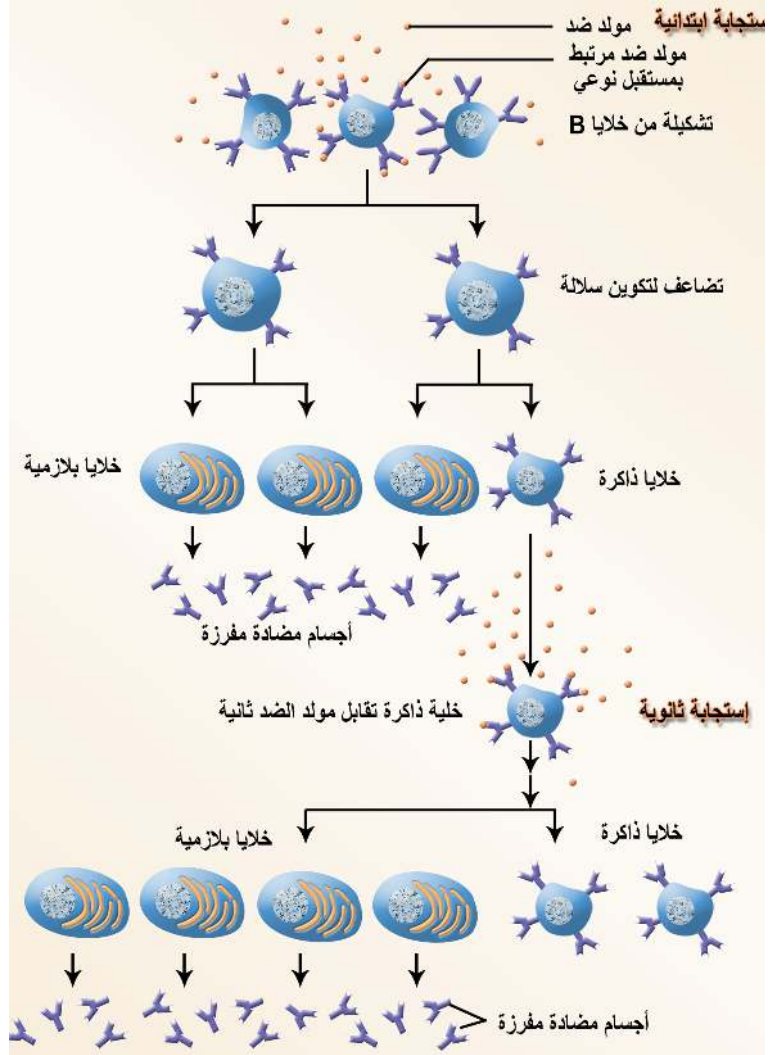 ستجابة ابتدائية
مولد ضد
مولد ضد مرتبط
بمستقبل نوعي
تشكيلة من خلايا B
تضاعف لتكوين سلالة
خلايا ذاكرة
خلايا بلازمية
أجسام مضادة مفرزة
إستجابة ثانوية
خلية ذاكرة تقابل مولد الضد ثانية
خلايا ذاكرة
خلايا بلازمية
أجسام مضادة مفرزة